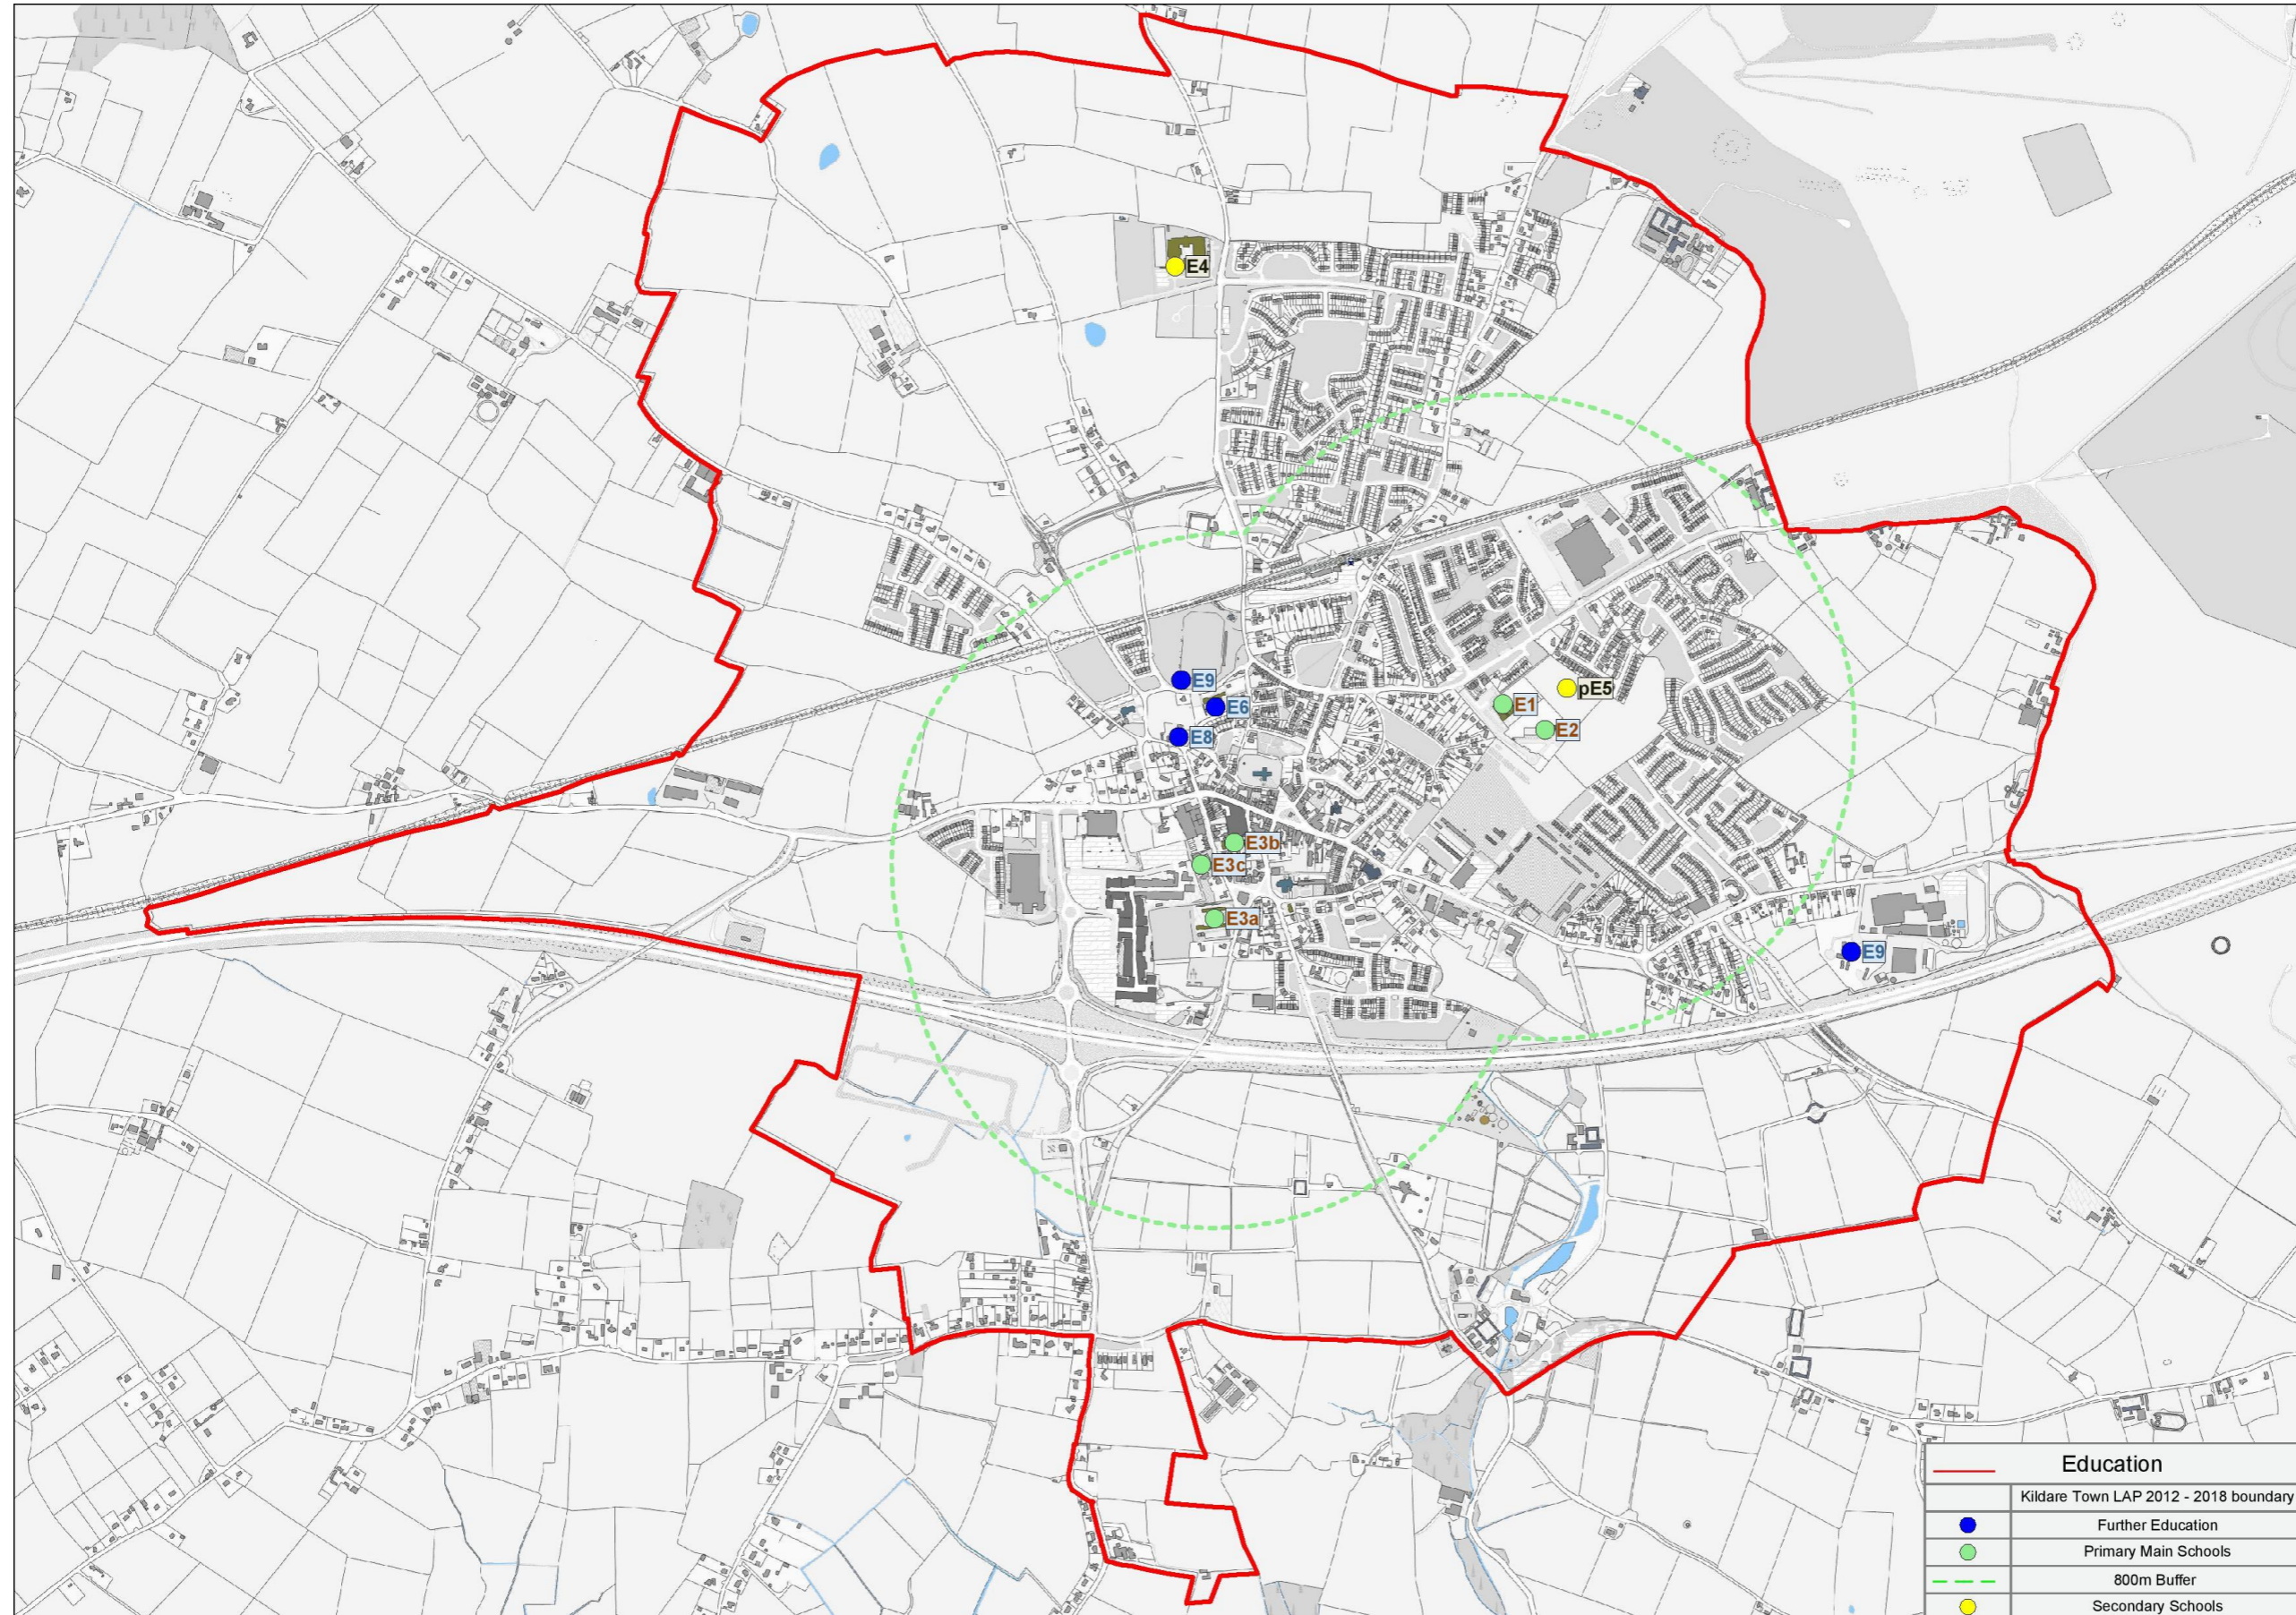 E4
E9
E6
E8
E1
pE5
E2
E3b
E3c
E3a
E9
Education
Kildare Town LAP 2012 - 2018 boundary
Further Education
Primary Main Schools
800m Buffer
Secondary Schools